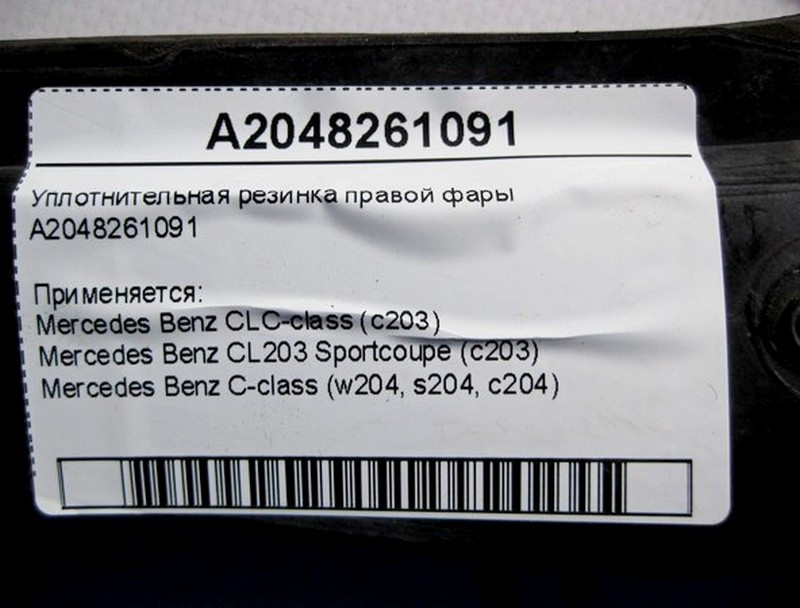 A2048261091
Уплотнительная резинка правой фары
A2048261091
Применяется:
Mercedes Benz CLC-class (c203)
Mercedes Benz CL203 Sportcoupe (c203)
Mercedes Benz C-class (w204, s204, c204)